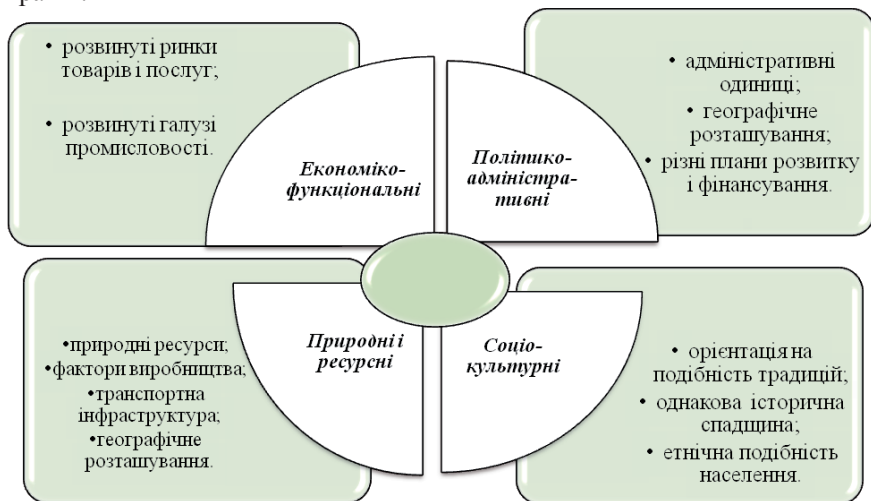 • розвинуті ринки
товарів і послуг;
• розвинуті галузі
промисловості.
Економіко-
функціональні
Політико-
адміністра-
тивні
• адміністративні
одиниці;
• географічне
розташування;
• різні плани розвитку
і фінансування.
•природні ресурси;
•фактори виробництва;
•транспортна
інфраструктура;
•географічне
розташування.
Природні і
ресурсні
Соціо-
культурні
• орієнтація на
подібність традицій;
• однакова історична
спадщина;
• етнічна подібність
населення.